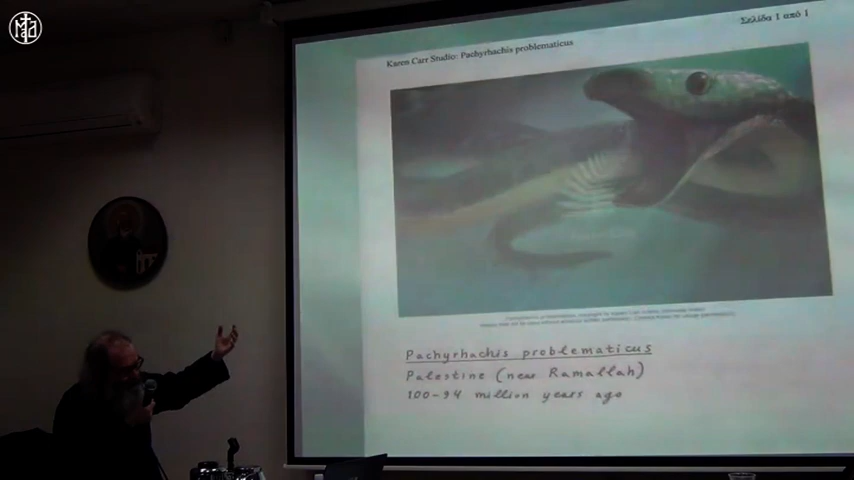 Karen Carr Studio: Pachyrhachis problematicus
Σελίδα 1 από 1
Pachyrhachis problematicus
Palestine (near Ramallah)
100-94 million years ago